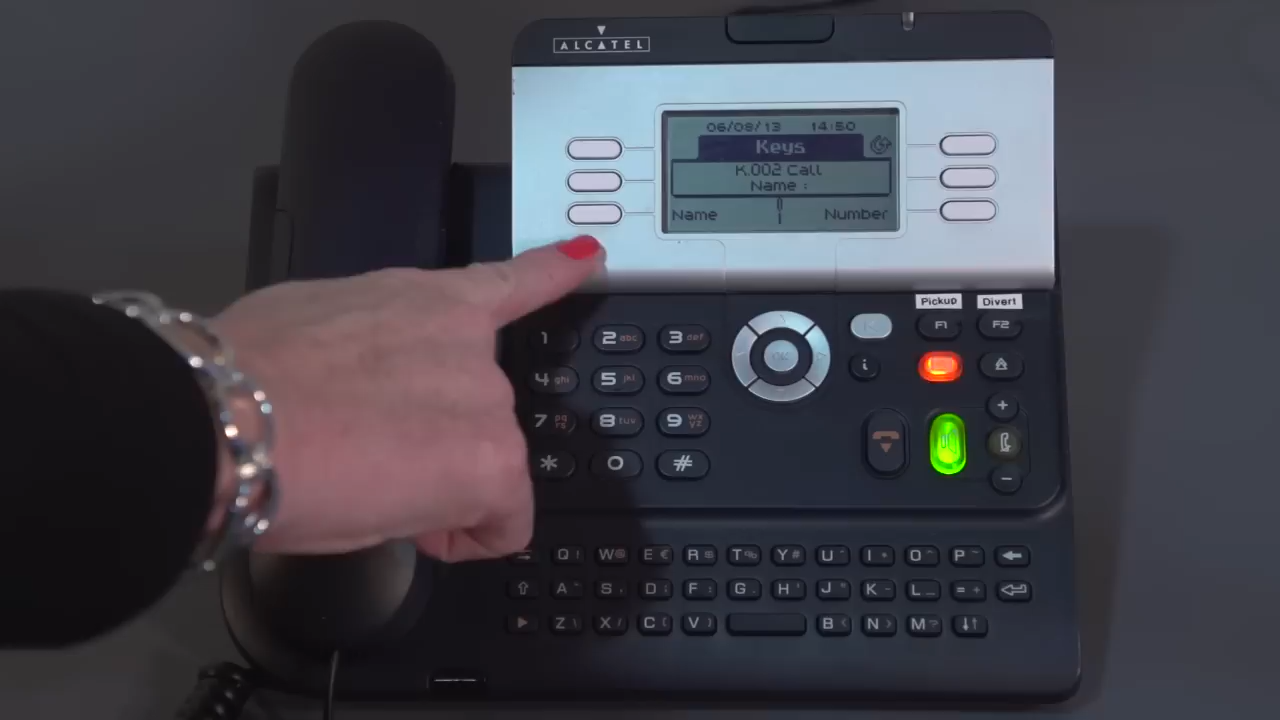 ALCATEL
06/08/13 14:50
Keys
K.002 Call
Name :
Name Number
Pickup Divert
F1 F2
1 2 abc 3 def
i
4 ghi 5 jkl 6 mno
OK
+
7 pqrs 8 tuv 9 wxyz
* 0 #
-
Q ! W @ E € R T % Y # U I + O ^ P ~
A S D F : G H ' J " K - L _ = +
Z \ X / C ( V ) B < N > M ?